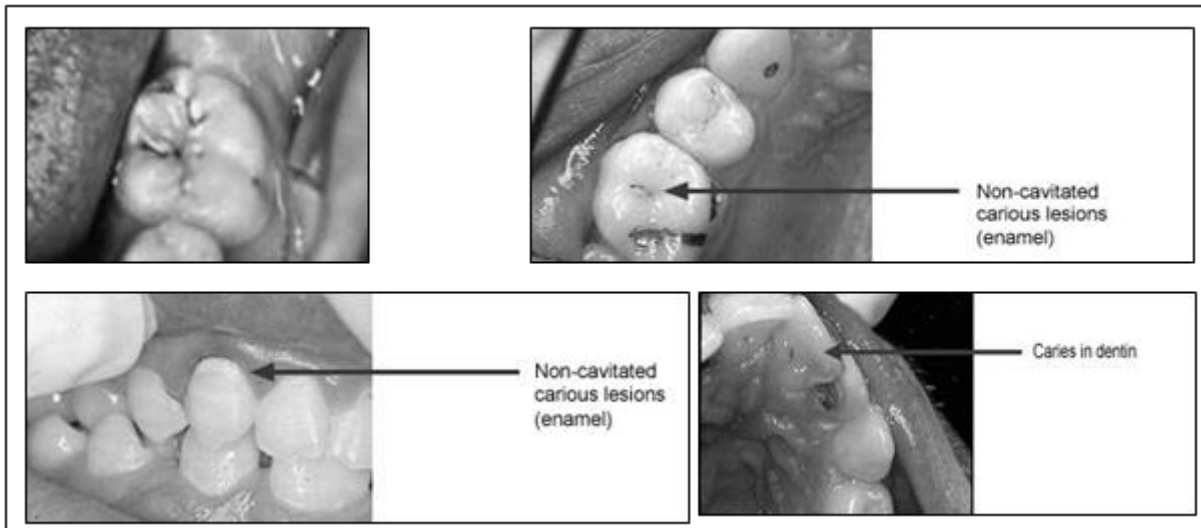 Non-cavitated
carious lesions
(enamel)
Non-cavitated
carious lesions
(enamel)
Caries in dentin